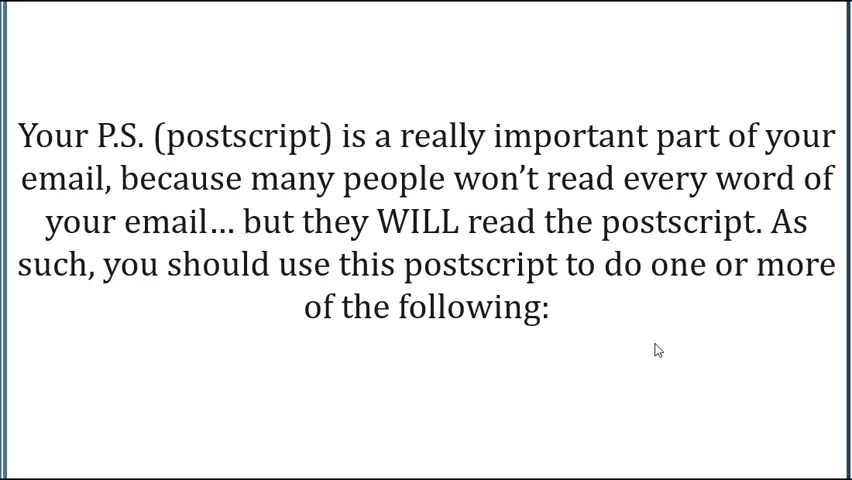 Your P.S. (postscript) is a really important part of your
email, because many people won’t read every word of
your email… but they WILL read the postscript. As
such, you should use this postscript to do one or more
of the following: